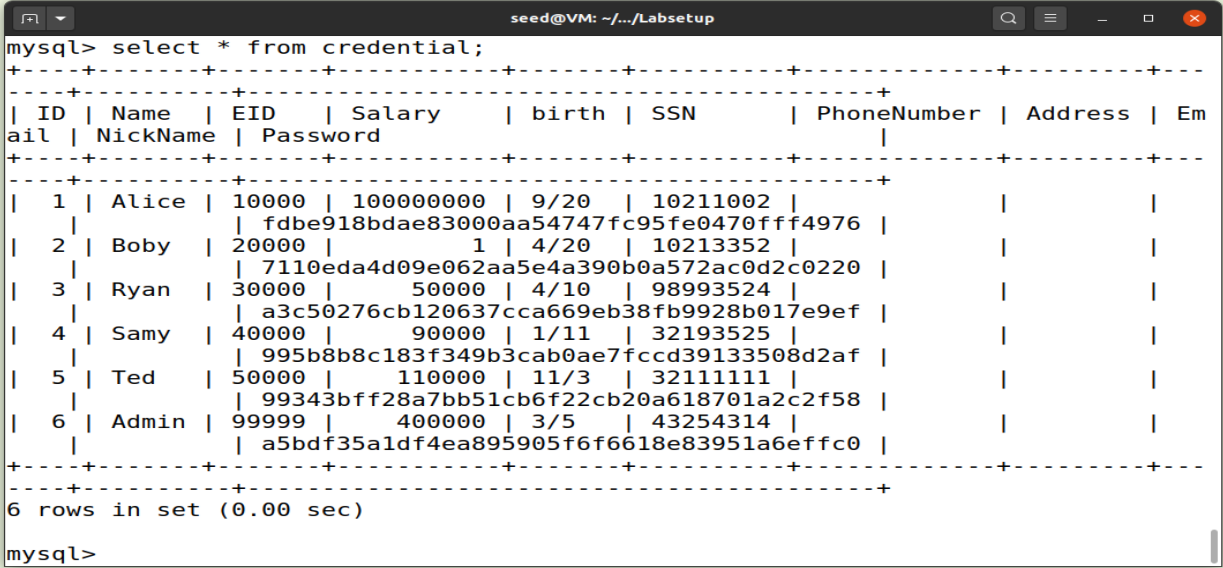 seed@VM: ~/.../Labsetup
mysql> select * from credential;
+----+-------+-------+-----------+-------+----------+-------------+---------+---
----+----------+------------------------------------------+
| ID | Name  | EID   | Salary    | birth | SSN      | PhoneNumber | Address | Em
ail | NickName | Password                                 |
+----+-------+-------+-----------+-------+----------+-------------+---------+---
----+----------+------------------------------------------+
|  1 | Alice | 10000 | 100000000 | 9/20  | 10211002 |             |         |
    |          | fdbe918bdae83000aa54747fc95fe0470fff4976 |
|  2 | Boby  | 20000 |         1 | 4/20  | 10213352 |             |         |
    |          | 7110eda4d09e062aa5e4a390b0a572ac0d2c0220 |
|  3 | Ryan  | 30000 |     50000 | 4/10  | 98993524 |             |         |
    |          | a3c50276cb120637cca669eb38fb9928b017e9ef |
|  4 | Samy  | 40000 |     90000 | 1/11  | 32193525 |             |         |
    |          | 995b8b8c183f349b3cab0ae7fccd39133508d2af |
|  5 | Ted   | 50000 |    110000 | 11/3  | 32111111 |             |         |
    |          | 99343bff28a7bb51cb6f22cb20a618701a2c2f58 |
|  6 | Admin | 99999 |    400000 | 3/5   | 43254314 |             |         |
    |          | a5bdf35a1df4ea895905f6f6618e83951a6effc0 |
+----+-------+-------+-----------+-------+----------+-------------+---------+---
----+----------+------------------------------------------+
6 rows in set (0.00 sec)
mysql>